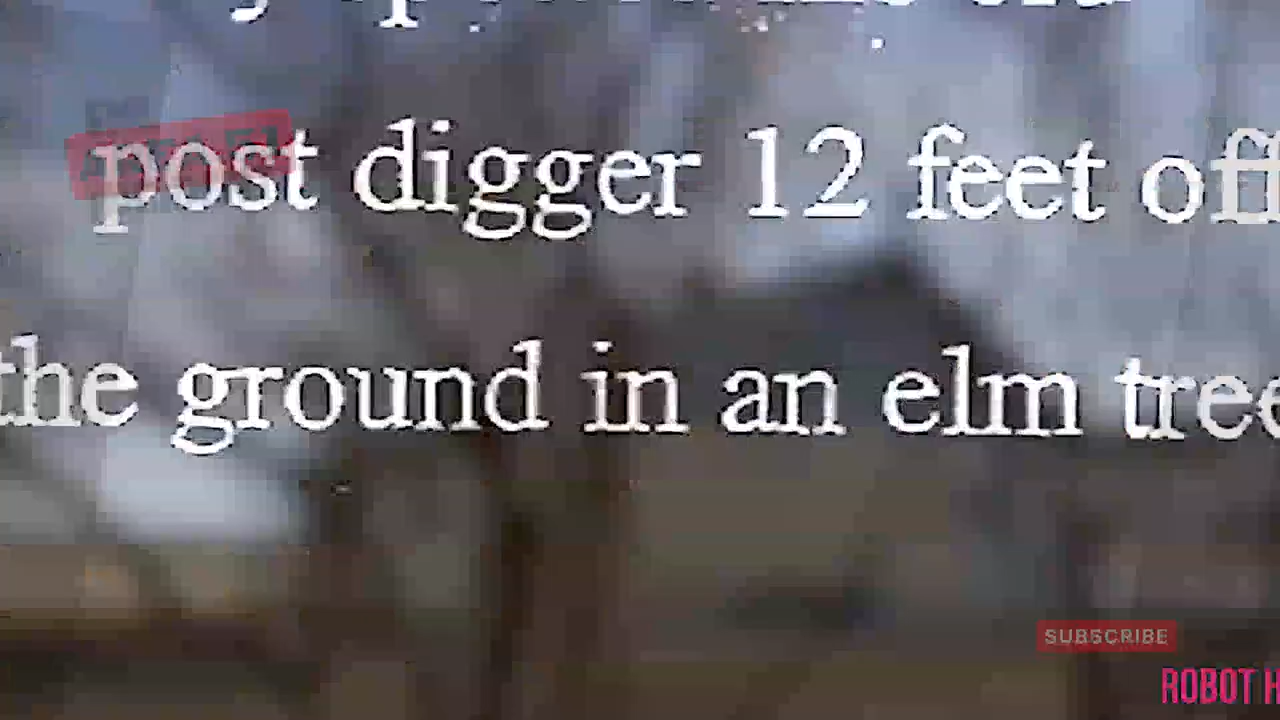 post digger 12 feet off
the ground in an elm tree
SUBSCRIBE
ROBOT H